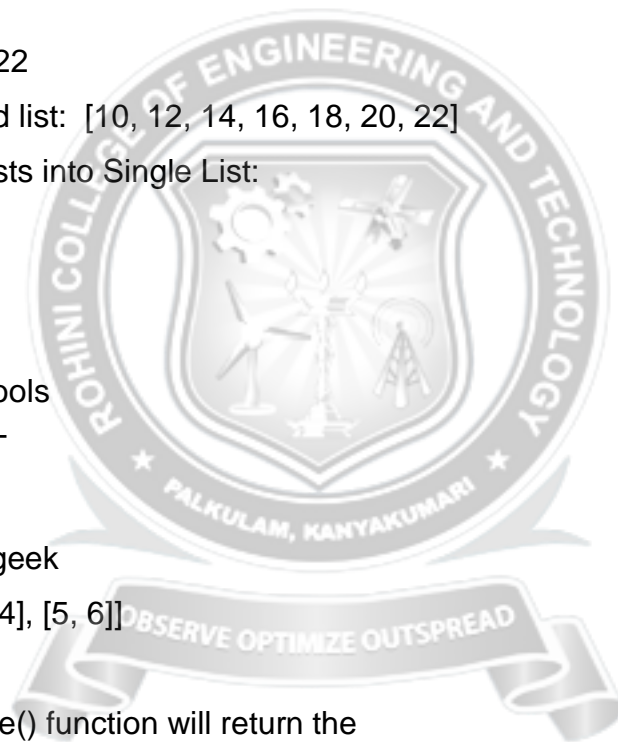 22
d list: [10, 12, 14, 16, 18, 20, 22]
sts into Single List:
ools
-
geek
4], [5, 6]]
e() function will return the
ROHINI COLLEGE OF ENGINEERING AND TECHNOLOGY
PALKULAM, KANYAKUMARI
OBSERVE OPTIMIZE OUTSPREAD